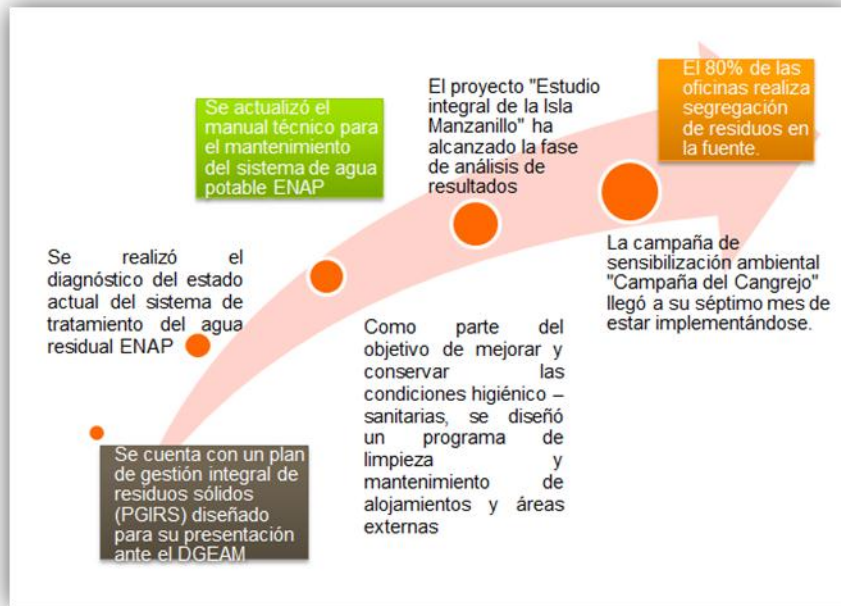 Se cuenta con un plan
de gestión integral de
residuos sólidos
(PGIRS) diseñado
para su presentación
ante el DGEAM
Se realizó el
diagnóstico del estado
actual del sistema de
tratamiento del agua
residual ENAP
Se actualizó el
manual técnico para
el mantenimiento
del sistema de agua
potable ENAP
Como parte del
objetivo de mejorar y
conservar las
condiciones higiénico –
sanitarias, se diseñó
un programa de
limpieza y
mantenimiento de
alojamientos y áreas
externas
El proyecto "Estudio
integral de la Isla
Manzanillo" ha
alcanzado la fase
de análisis de
resultados
La campaña de
sensibilización ambiental
"Campaña del Cangrejo"
llegó a su séptimo mes de
estar implementándose.
El 80% de las
oficinas realiza
segregación
de residuos en
la fuente.